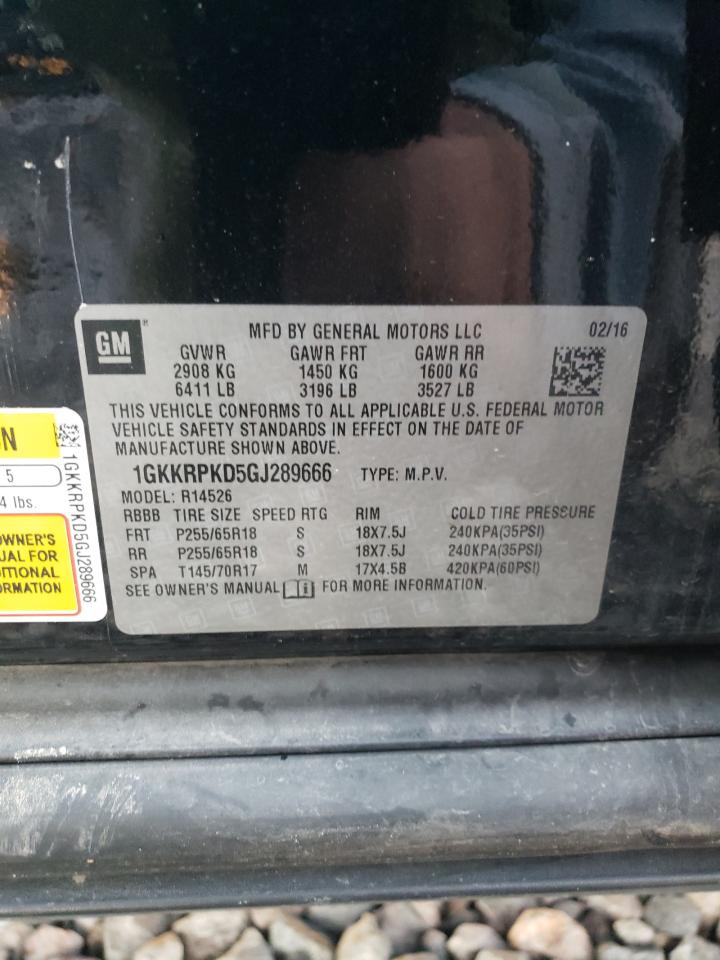 GM
MFD BY GENERAL MOTORS LLC 02/16
GVWR GAWR FRT GAWR RR
2908 KG 1450 KG 1600 KG
6411 LB 3196 LB 3527 LB
THIS VEHICLE CONFORMS TO ALL APPLICABLE U.S. FEDERAL MOTOR
VEHICLE SAFETY STANDARDS IN EFFECT ON THE DATE OF
MANUFACTURE SHOWN ABOVE.
1GKKRPKD5GJ289666 TYPE: M.P.V.
MODEL: R14526
RBBB TIRE SIZE SPEED RTG RIM COLD TIRE PRESSURE
FRT P255/65R18 S 18X7.5J 240KPA(35PSI)
RR P255/65R18 S 18X7.5J 240KPA(35PSI)
SPA T145/70R17 M 17X4.5B 420KPA(60PSI)
SEE OWNER'S MANUAL FOR MORE INFORMATION.
5
lbs.
OWNER'S
FOR
1GKKRPKD5GJ289666